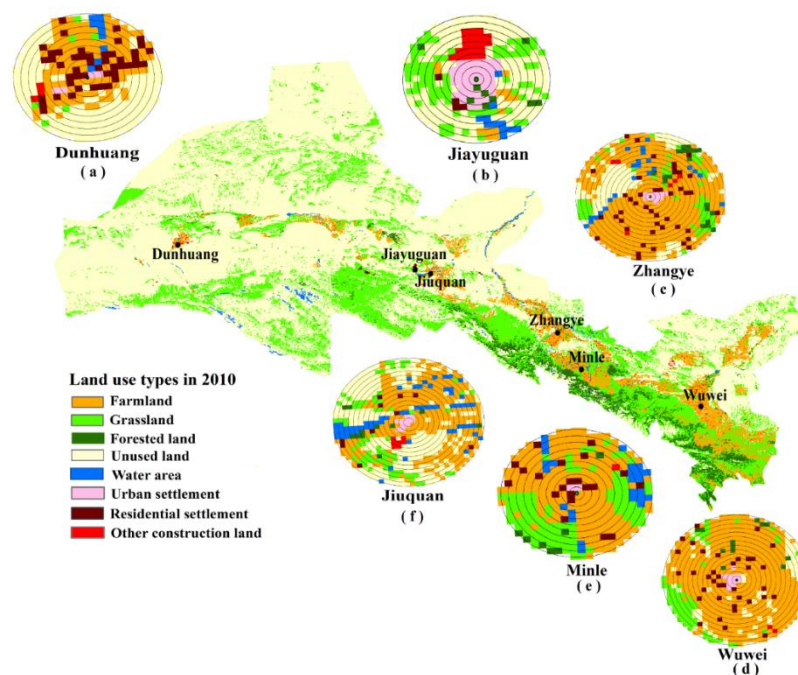 Dunhuang
( a )
Jiayuguan
( b )
Zhangye
( c )
Dunhuang
Jiayuguan
Jiuquan
Zhangye
Minle
Wuwei
Land use types in 2010
Farmland
Grassland
Forested land
Unused land
Water area
Urban settlement
Residential settlement
Other construction land
Jiuquan
( f )
Minle
( e )
Wuwei
( d )